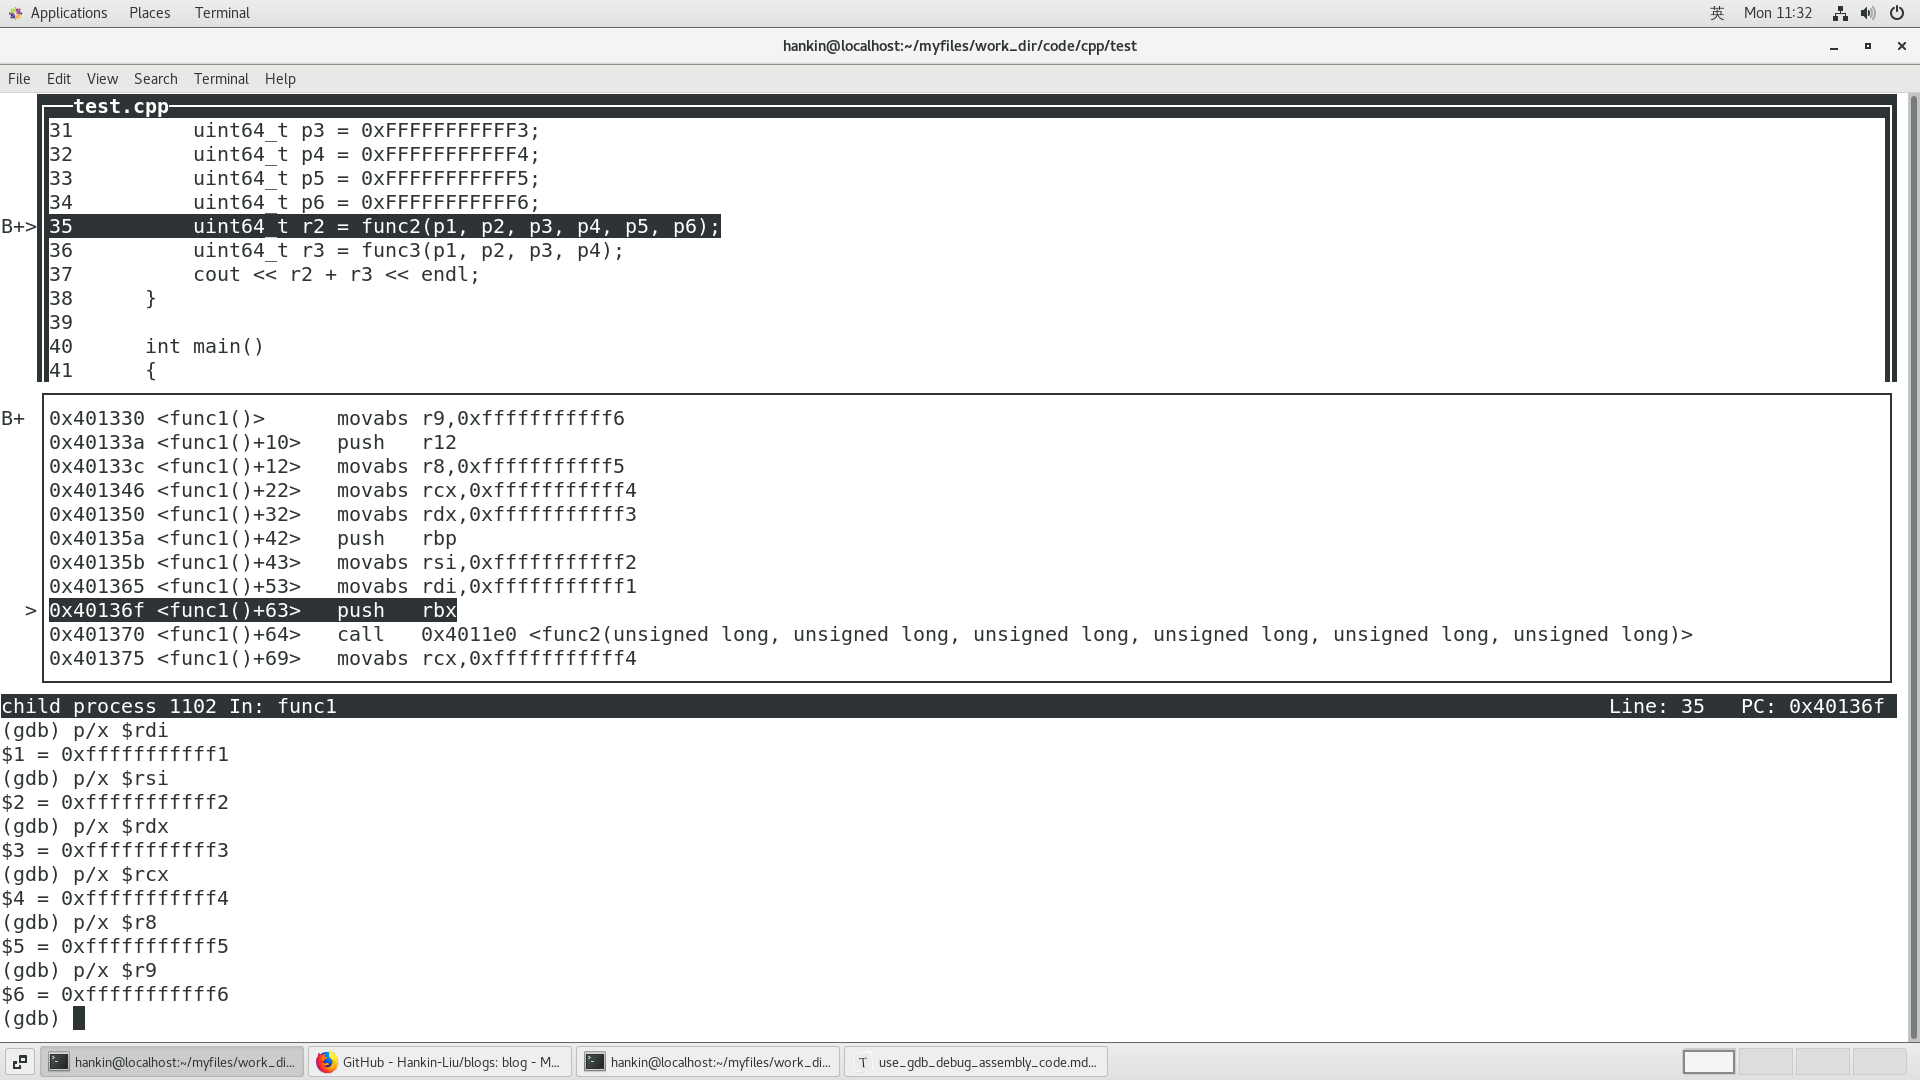 Applications Places Terminal 英 Mon 11:32
hankin@localhost:~/myfiles/work_dir/code/cpp/test
File Edit View Search Terminal Help
test.cpp
31 uint64_t p3 = 0xFFFFFFFFFFF3;
32 uint64_t p4 = 0xFFFFFFFFFFF4;
33 uint64_t p5 = 0xFFFFFFFFFFF5;
34 uint64_t p6 = 0xFFFFFFFFFFF6;
B+> 35 uint64_t r2 = func2(p1, p2, p3, p4, p5, p6);
36 uint64_t r3 = func3(p1, p2, p3, p4);
37 cout << r2 + r3 << endl;
38 }
39
40 int main()
41 {
B+ 0x401330 <func1()> movabs r9,0xfffffffffff6
0x40133a <func1()+10> push r12
0x40133c <func1()+12> movabs r8,0xfffffffffff5
0x401346 <func1()+22> movabs rcx,0xfffffffffff4
0x401350 <func1()+32> movabs rdx,0xfffffffffff3
0x40135a <func1()+42> push rbp
0x40135b <func1()+43> movabs rsi,0xfffffffffff2
0x401365 <func1()+53> movabs rdi,0xfffffffffff1
> 0x40136f <func1()+63> push rbx
0x401370 <func1()+64> call 0x4011e0 <func2(unsigned long, unsigned long, unsigned long, unsigned long, unsigned long, unsigned long)>
0x401375 <func1()+69> movabs rcx,0xfffffffffff4
child process 1102 In: func1 Line: 35 PC: 0x40136f
(gdb) p/x $rdi
$1 = 0xfffffffffff1
(gdb) p/x $rsi
$2 = 0xfffffffffff2
(gdb) p/x $rdx
$3 = 0xfffffffffff3
(gdb) p/x $rcx
$4 = 0xfffffffffff4
(gdb) p/x $r8
$5 = 0xfffffffffff5
(gdb) p/x $r9
$6 = 0xfffffffffff6
(gdb)
hankin@localhost:~/myfiles/work_di... GitHub - Hankin-Liu/blogs: blog - M... hankin@localhost:~/myfiles/work_di... T use_gdb_debug_assembly_code.md...